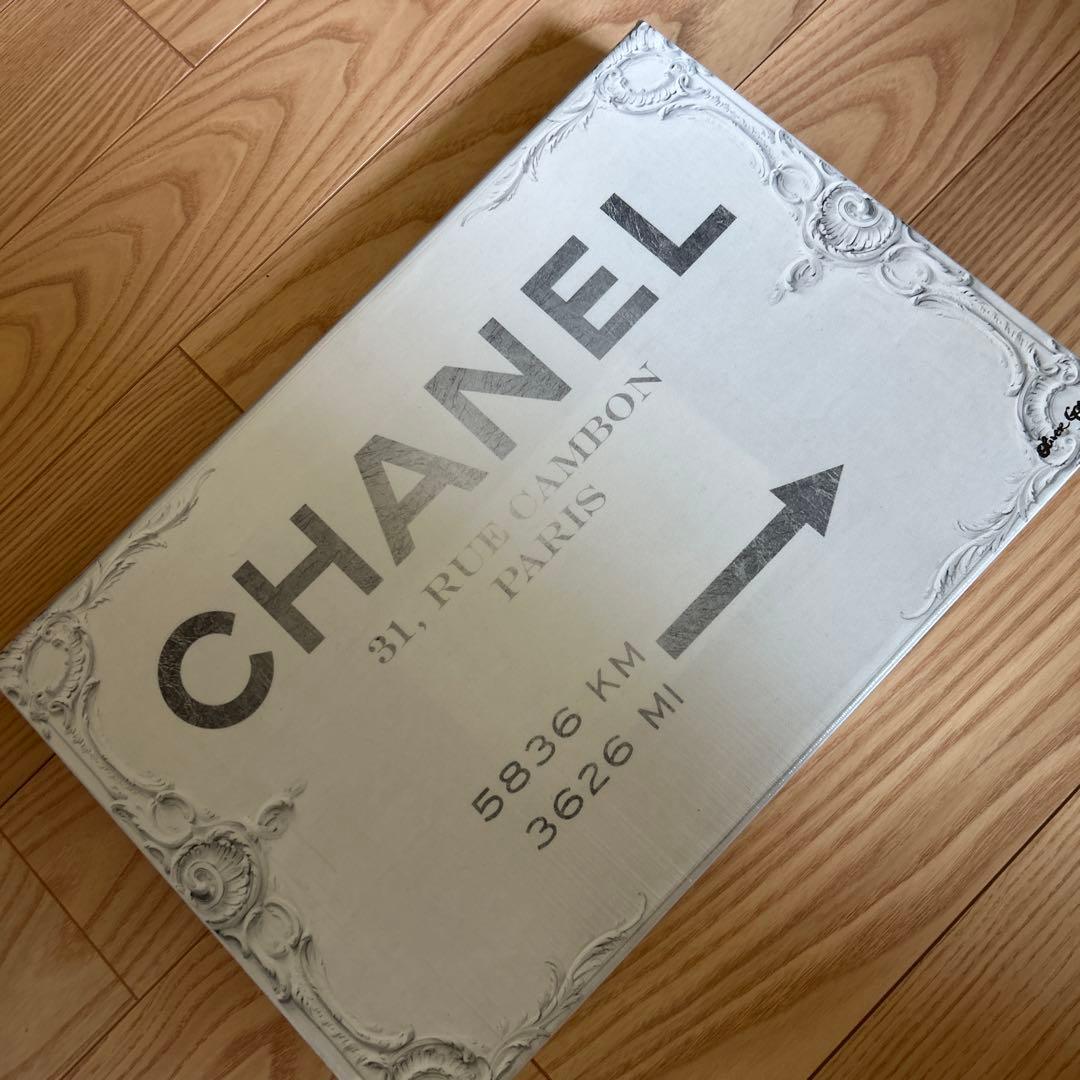 CHANEL
31, RUE CAMBON
PARIS
5836 KM
3626 MI